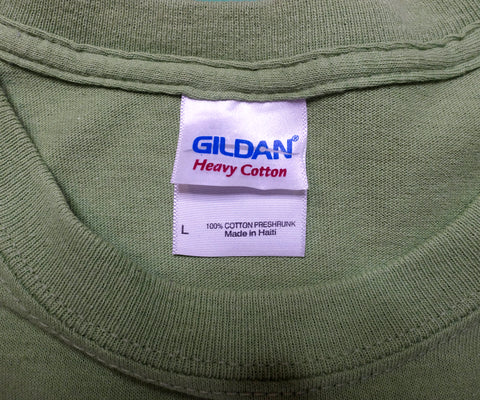 GILDAN®
Heavy Cotton
L
100% COTTON PRESHRUNK
Made in Haiti